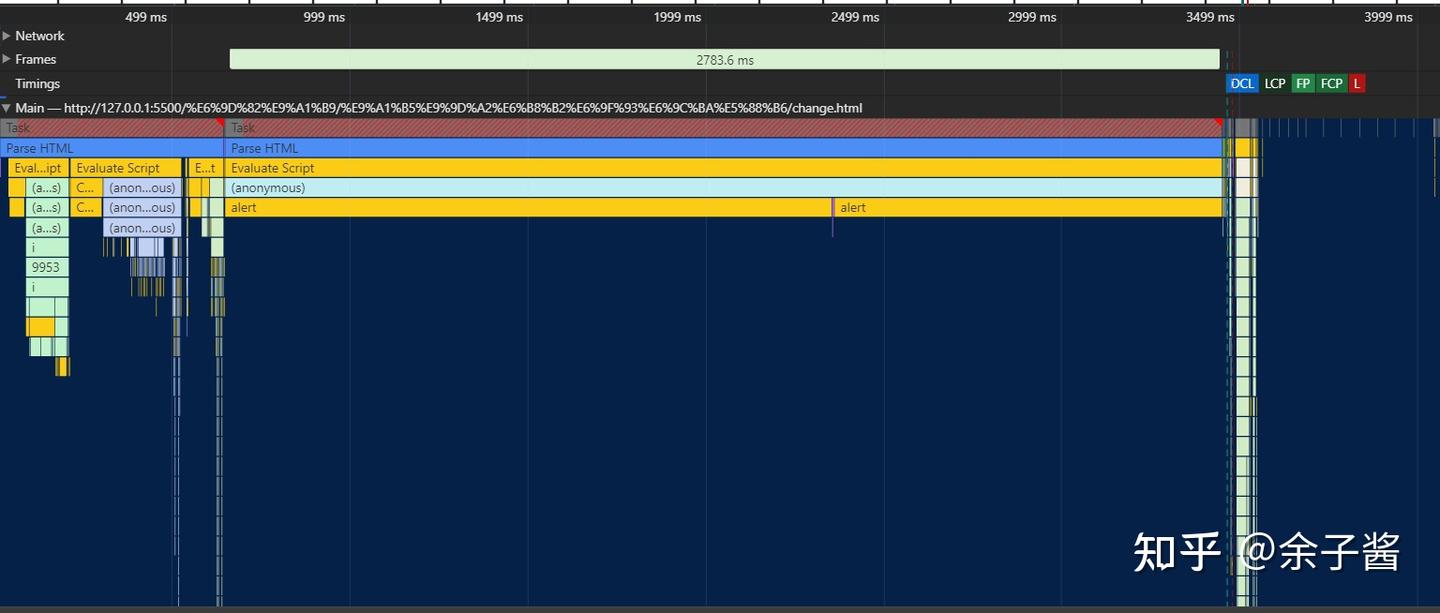 499 ms 999 ms 1499 ms 1999 ms 2499 ms 2999 ms 3499 ms 3999 ms
Network
Frames 2783.6 ms
Timings DCL LCP FP FCP L
Main — http://127.0.0.1:5500/%E6%9D%82%E9%A1%B9/%E9%A1%B5%E9%9D%A2%E6%B8%B2%E6%9F%93%E6%9C%BA%E5%88%B6/change.html
Task Task
Parse HTML Parse HTML
Eval...ipt Evaluate Script E...t Evaluate Script
(a...s) C... (anon...ous) (anonymous)
(a...s) C... (anon...ous) alert alert
(a...s) (anon...ous)
i
9953
i
知乎 @余子酱